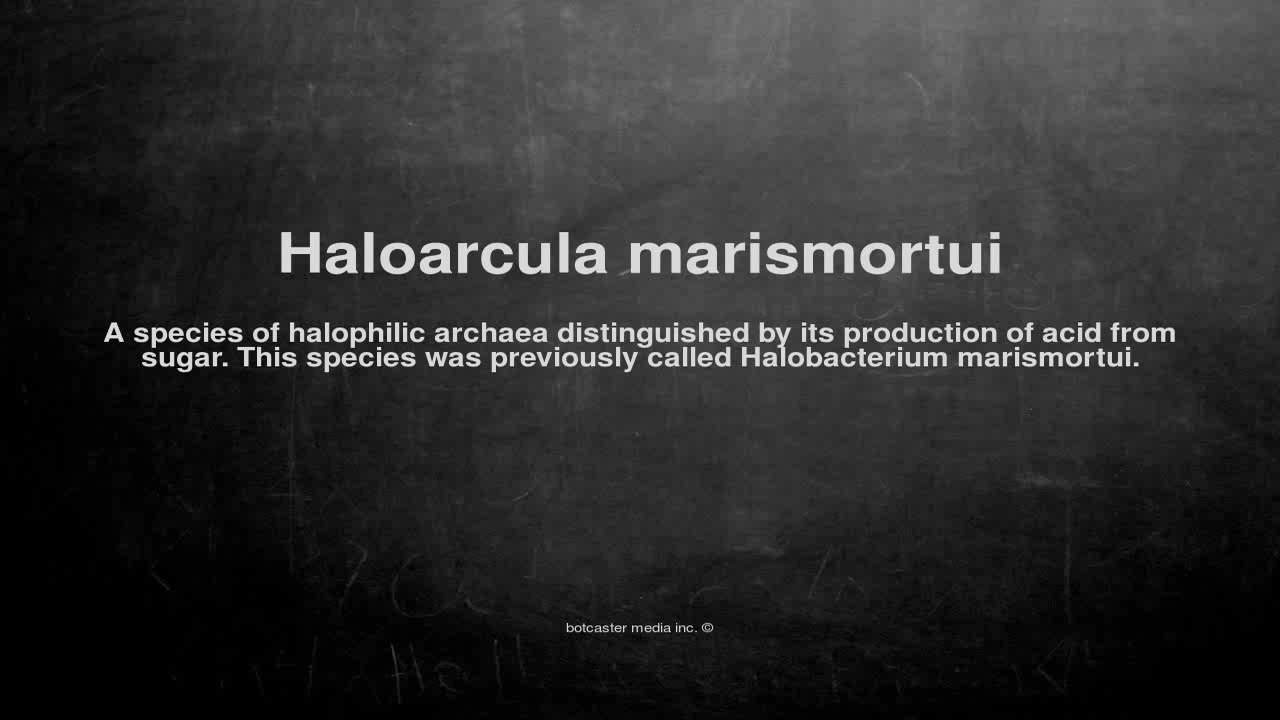 Haloarcula marismortui
A species of halophilic archaea distinguished by its production of acid from
sugar. This species was previously called Halobacterium marismortui.
botcaster media inc. ©